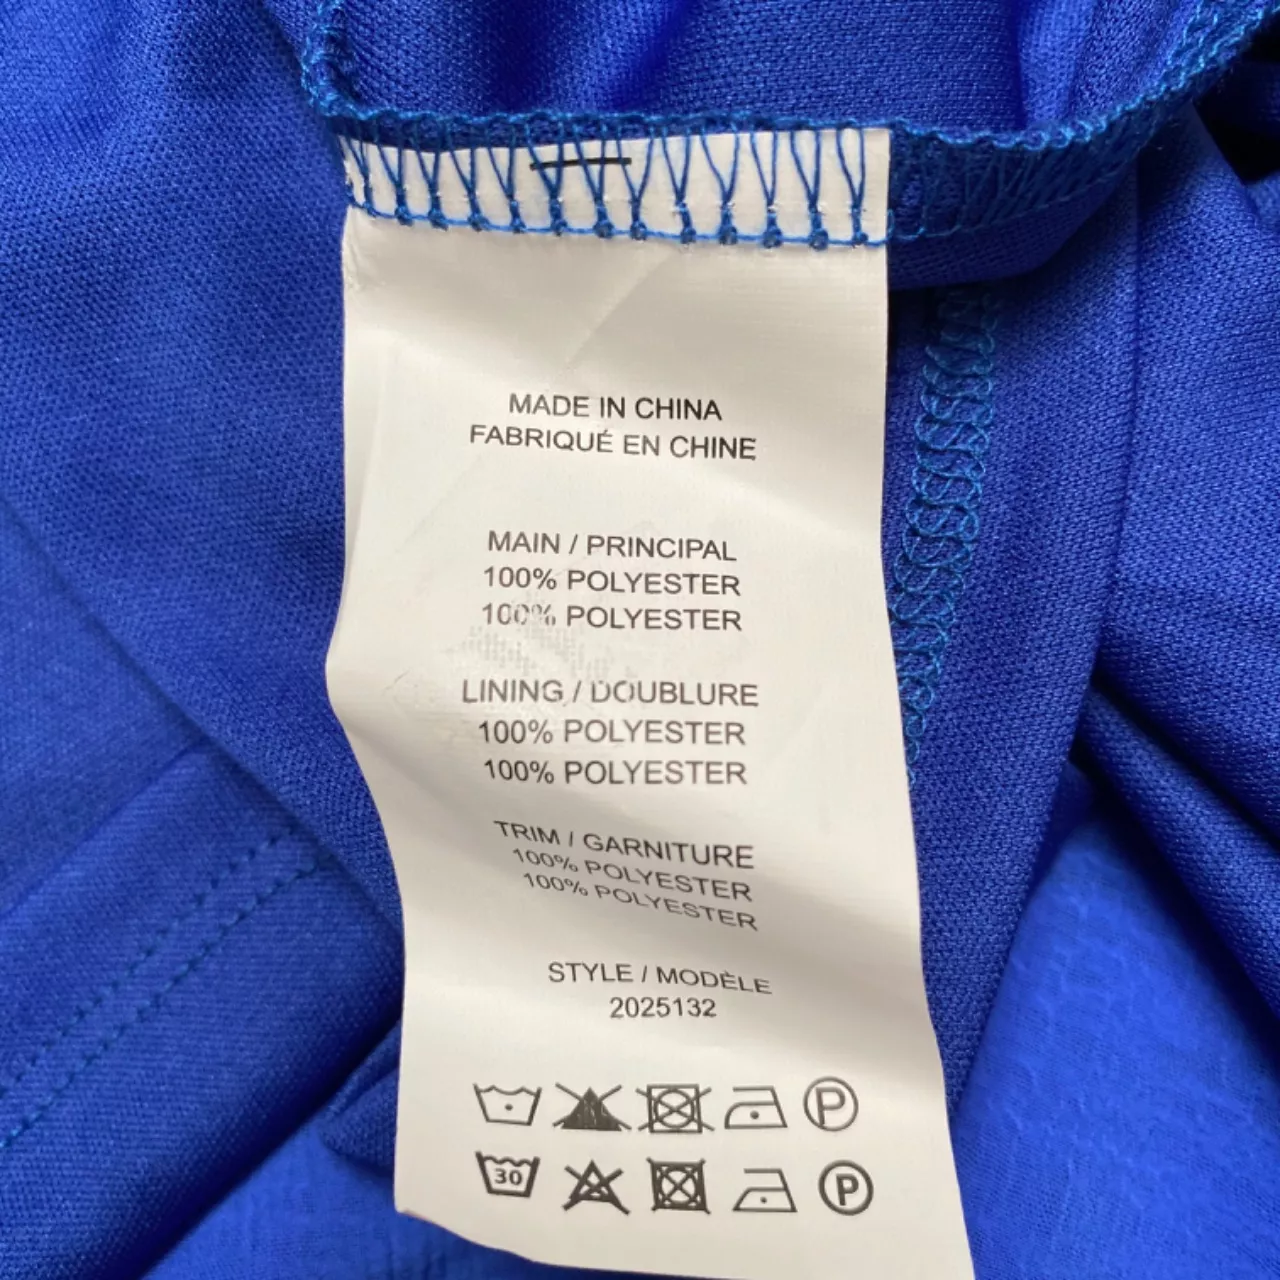 MADE IN CHINA
FABRIQUÉ EN CHINE
MAIN / PRINCIPAL
100% POLYESTER
100% POLYESTER
LINING / DOUBLURE
100% POLYESTER
100% POLYESTER
TRIM / GARNITURE
100% POLYESTER
100% POLYESTER
STYLE / MODÈLE
2025132
P
30 P